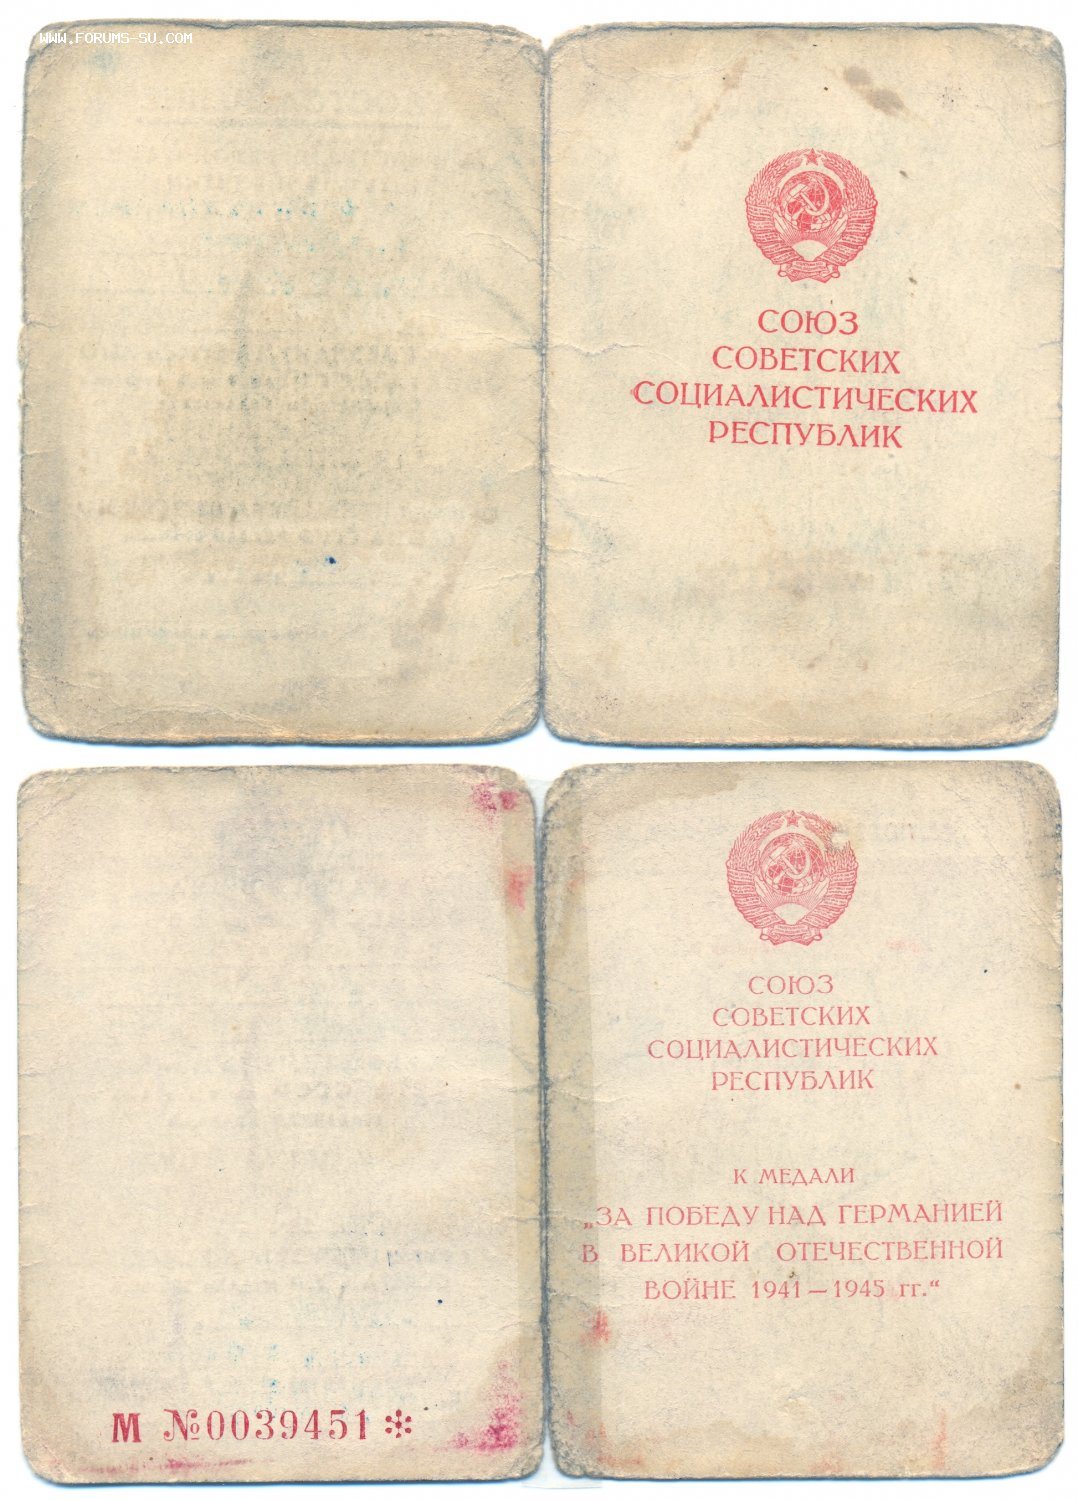 WWW.FORUMS-SU.COM
СОЮЗ
СОВЕТСКИХ
СОЦИАЛИСТИЧЕСКИХ
РЕСПУБЛИК
СОЮЗ
СОВЕТСКИХ
СОЦИАЛИСТИЧЕСКИХ
РЕСПУБЛИК
К МЕДАЛИ
„ЗА ПОБЕДУ НАД ГЕРМАНИЕЙ
В ВЕЛИКОЙ ОТЕЧЕСТВЕННОЙ
ВОЙНЕ 1941—1945 гг.“
М №0039451*